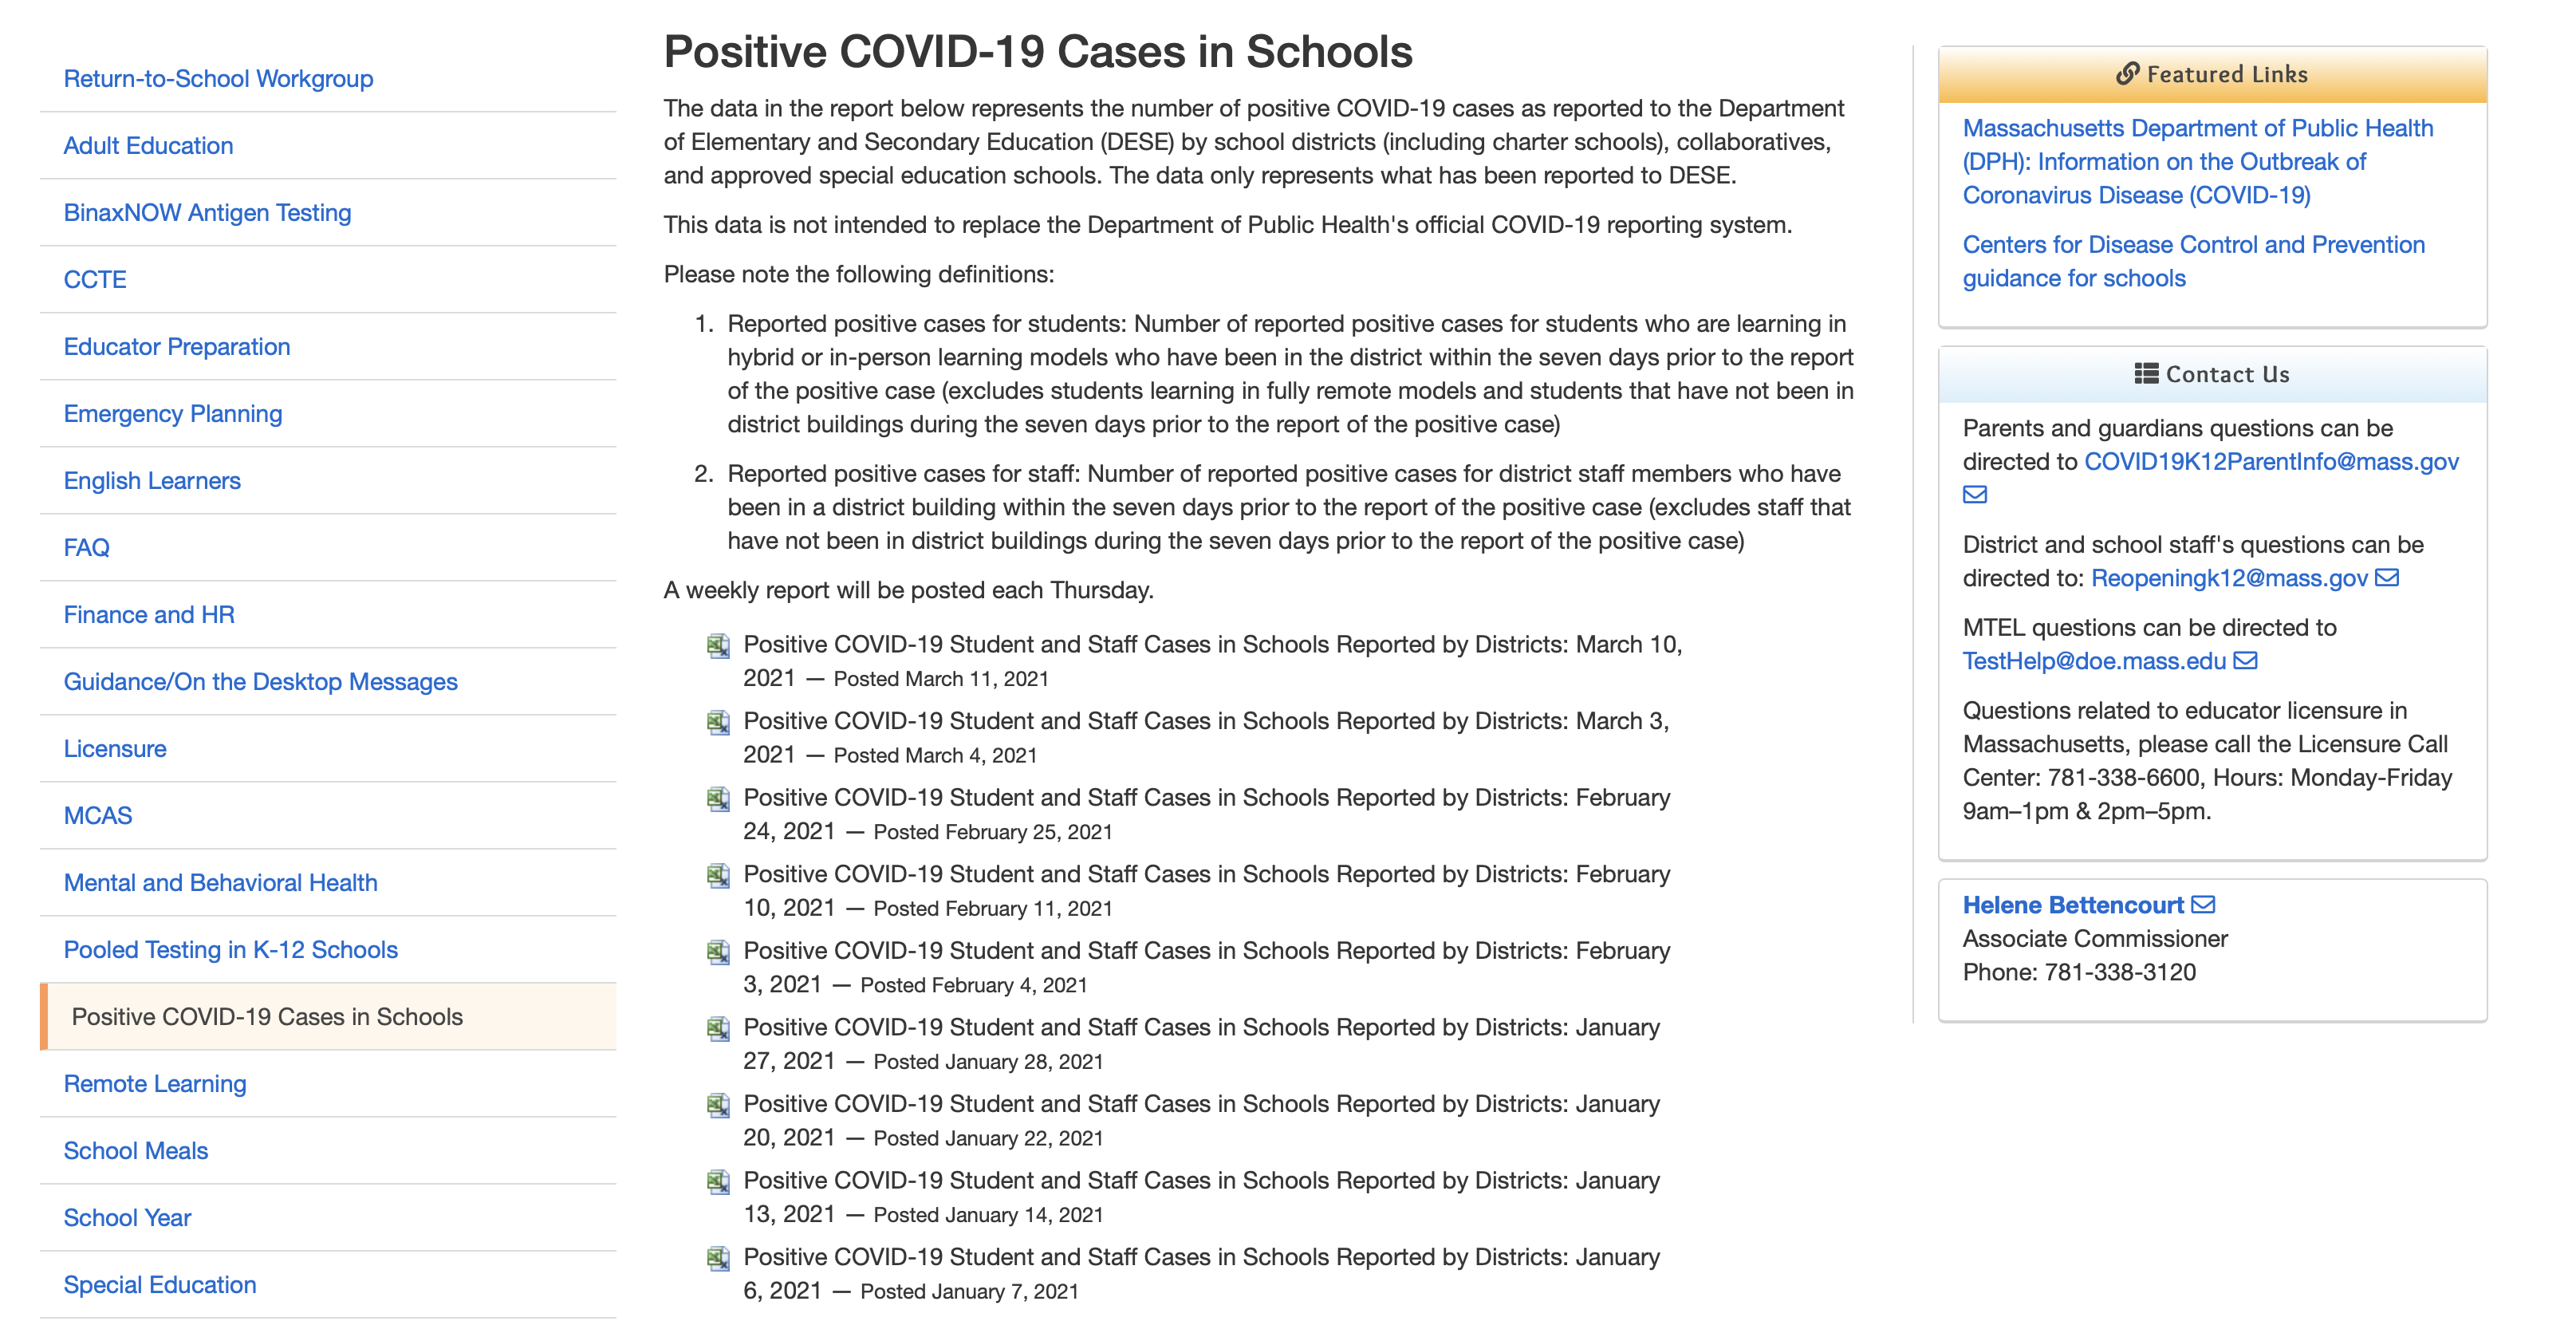 Return-to-School Workgroup
Adult Education
BinaxNOW Antigen Testing
CCTE
Educator Preparation
Emergency Planning
English Learners
FAQ
Finance and HR
Guidance/On the Desktop Messages
Licensure
MCAS
Mental and Behavioral Health
Pooled Testing in K-12 Schools
Positive COVID-19 Cases in Schools
Remote Learning
School Meals
School Year
Special Education
Positive COVID-19 Cases in Schools
The data in the report below represents the number of positive COVID-19 cases as reported to the Department
of Elementary and Secondary Education (DESE) by school districts (including charter schools), collaboratives,
and approved special education schools. The data only represents what has been reported to DESE.
This data is not intended to replace the Department of Public Health's official COVID-19 reporting system.
Please note the following definitions:
1. Reported positive cases for students: Number of reported positive cases for students who are learning in
hybrid or in-person learning models who have been in the district within the seven days prior to the report
of the positive case (excludes students learning in fully remote models and students that have not been in
district buildings during the seven days prior to the report of the positive case)
2. Reported positive cases for staff: Number of reported positive cases for district staff members who have
been in a district building within the seven days prior to the report of the positive case (excludes staff that
have not been in district buildings during the seven days prior to the report of the positive case)
A weekly report will be posted each Thursday.
Positive COVID-19 Student and Staff Cases in Schools Reported by Districts: March 10,
2021 — Posted March 11, 2021
Positive COVID-19 Student and Staff Cases in Schools Reported by Districts: March 3,
2021 — Posted March 4, 2021
Positive COVID-19 Student and Staff Cases in Schools Reported by Districts: February
24, 2021 — Posted February 25, 2021
Positive COVID-19 Student and Staff Cases in Schools Reported by Districts: February
10, 2021 — Posted February 11, 2021
Positive COVID-19 Student and Staff Cases in Schools Reported by Districts: February
3, 2021 — Posted February 4, 2021
Positive COVID-19 Student and Staff Cases in Schools Reported by Districts: January
27, 2021 — Posted January 28, 2021
Positive COVID-19 Student and Staff Cases in Schools Reported by Districts: January
20, 2021 — Posted January 22, 2021
Positive COVID-19 Student and Staff Cases in Schools Reported by Districts: January
13, 2021 — Posted January 14, 2021
Positive COVID-19 Student and Staff Cases in Schools Reported by Districts: January
6, 2021 — Posted January 7, 2021
Featured Links
Massachusetts Department of Public Health
(DPH): Information on the Outbreak of
Coronavirus Disease (COVID-19)
Centers for Disease Control and Prevention
guidance for schools
Contact Us
Parents and guardians questions can be
directed to COVID19K12ParentInfo@mass.gov
District and school staff's questions can be
directed to: Reopeningk12@mass.gov
MTEL questions can be directed to
TestHelp@doe.mass.edu
Questions related to educator licensure in
Massachusetts, please call the Licensure Call
Center: 781-338-6600, Hours: Monday-Friday
9am–1pm & 2pm–5pm.
Helene Bettencourt
Associate Commissioner
Phone: 781-338-3120